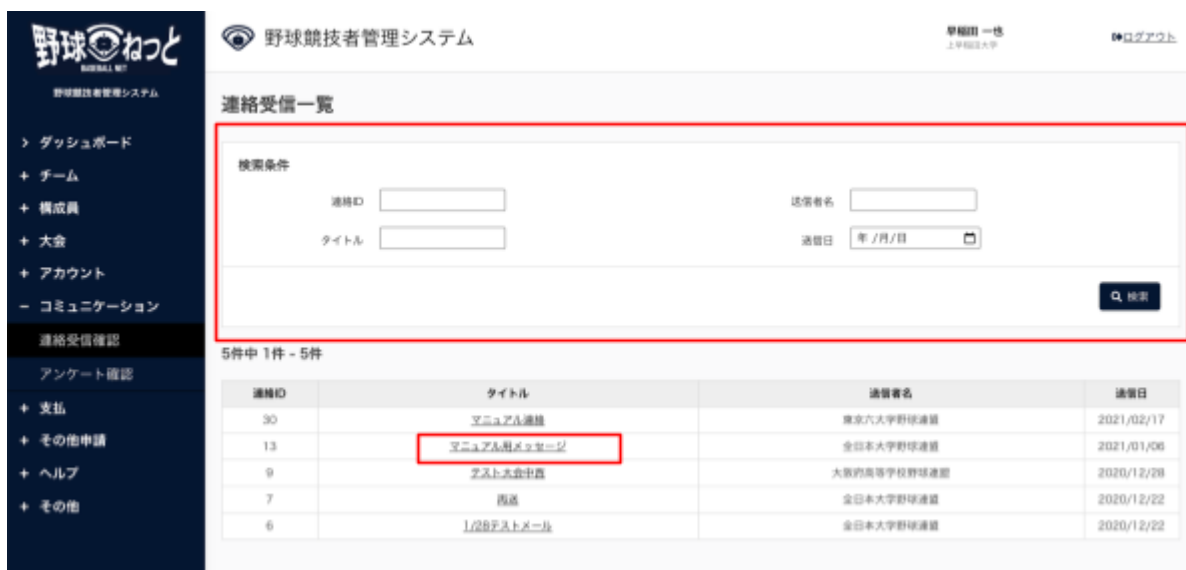 野球ねっと
BASEBALL NET
野球競技者管理システム
> ダッシュボード
+ チーム
+ 構成員
+ 大会
+ アカウント
- コミュニケーション
連絡受信確認
アンケート確認
+ 支払
+ その他申請
+ ヘルプ
+ その他
野球競技者管理システム
早稲田 一也
上早稲田大学
ログアウト
連絡受信一覧
検索条件
連絡ID 送信者名
タイトル 送信日 年 /月/日
検索
5件中 1件 - 5件
連絡ID タイトル 送信者名 送信日
30 マニュアル連絡 東京六大学野球連盟 2021/02/17
13 マニュアル用メッセージ 全日本大学野球連盟 2021/01/06
9 テスト大会中西 大阪府高等学校野球連盟 2020/12/28
7 再送 全日本大学野球連盟 2020/12/22
6 1/28テストメール 全日本大学野球連盟 2020/12/22